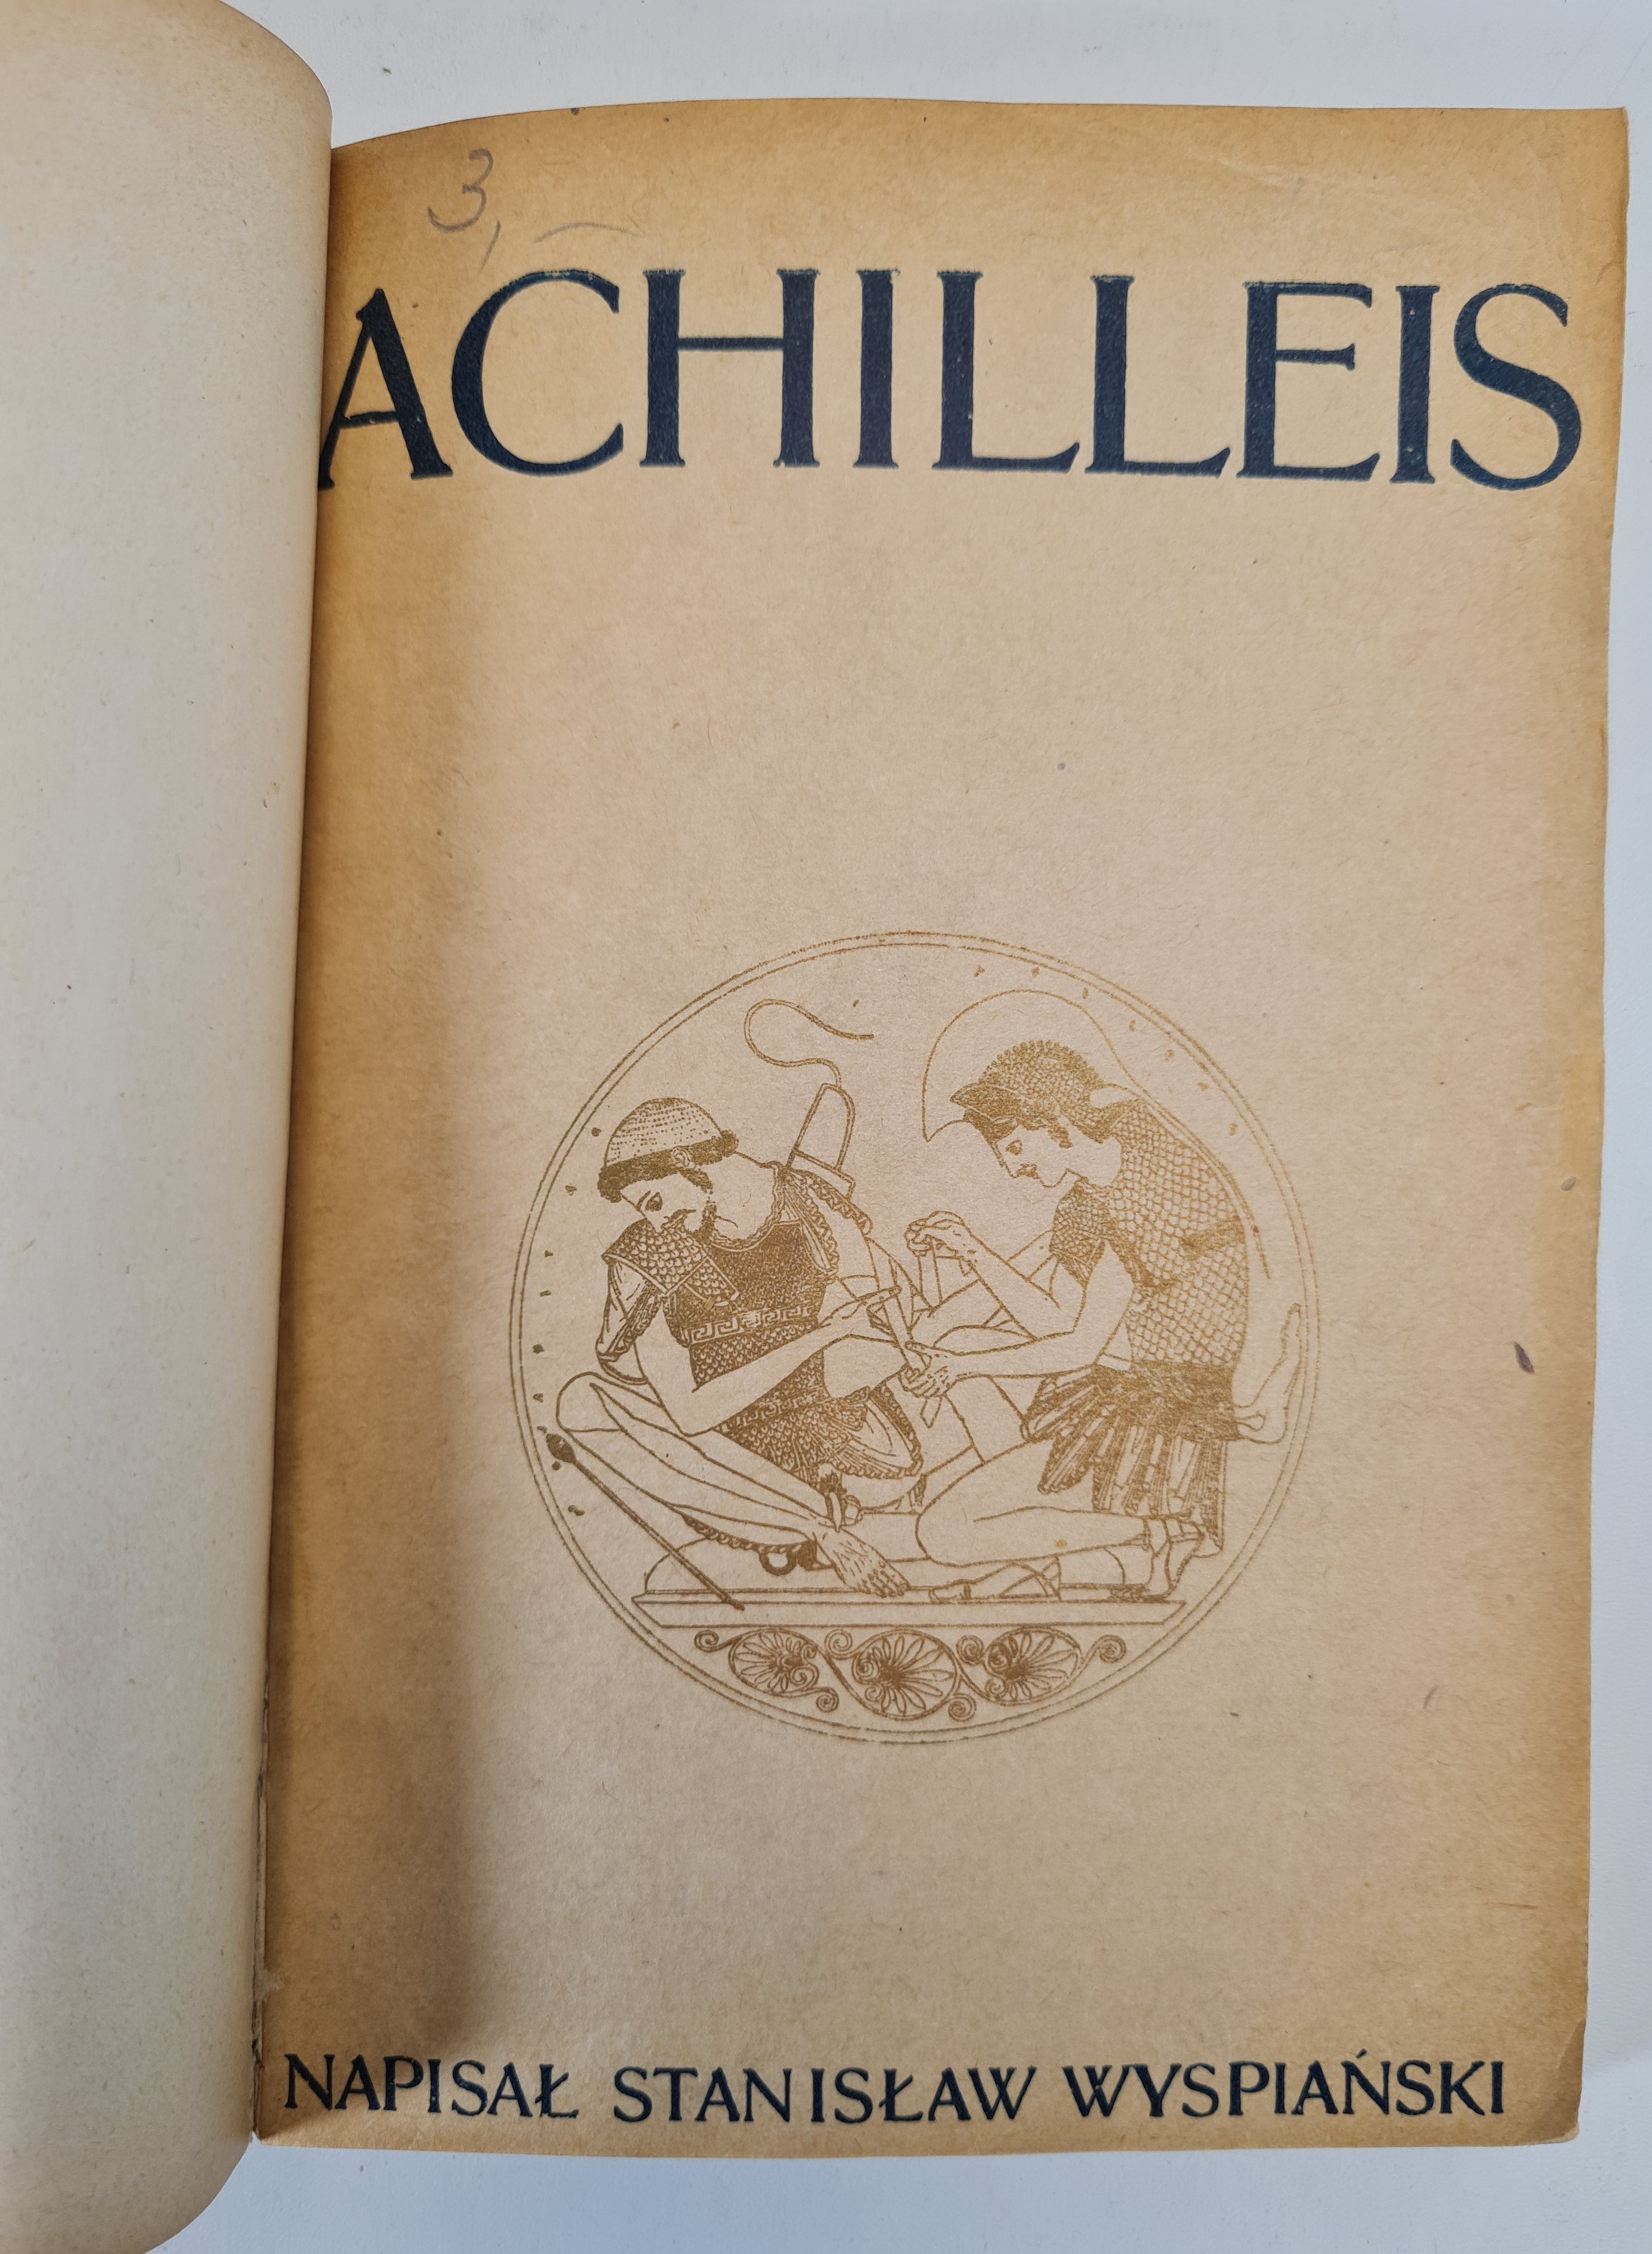 3,—
ACHILLEIS
NAPISAŁ STANISŁAW WYSPIAŃSKI